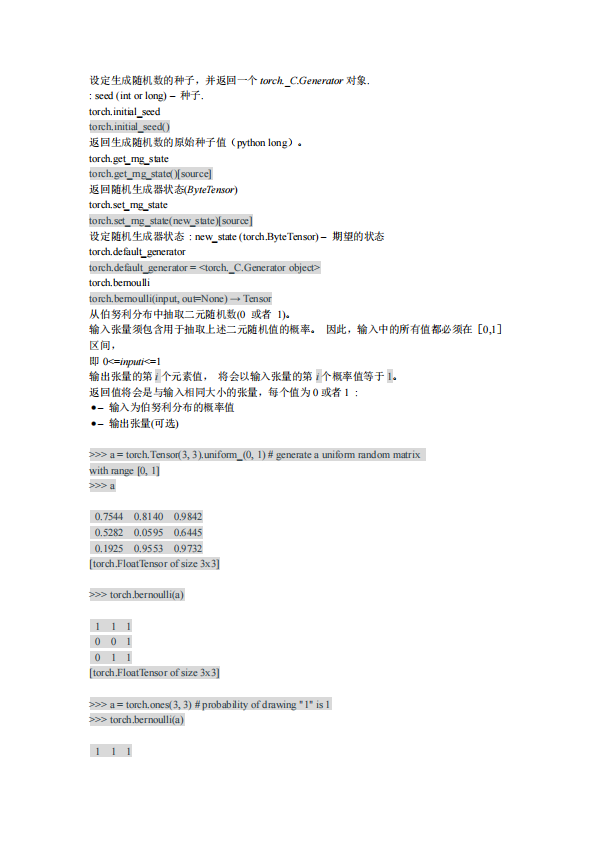 设定生成随机数的种子，并返回一个 torch._C.Generator 对象.
: seed (int or long) – 种子.
torch.initial_seed
torch.initial_seed()
返回生成随机数的原始种子值（python long）。
torch.get_rng_state
torch.get_rng_state()[source]
返回随机生成器状态(ByteTensor)
torch.set_rng_state
torch.set_rng_state(new_state)[source]
设定随机生成器状态 : new_state (torch.ByteTensor) – 期望的状态
torch.default_generator
torch.default_generator = <torch._C.Generator object>
torch.bernoulli
torch.bernoulli(input, out=None) → Tensor
从伯努利分布中抽取二元随机数(0 或者 1)。
输入张量须包含用于抽取上述二元随机值的概率。 因此，输入中的所有值都必须在［0,1］
区间，
即 0<=inputi<=1
输出张量的第 i 个元素值， 将会以输入张量的第 i 个概率值等于 1。
返回值将会是与输入相同大小的张量，每个值为 0 或者 1 :
●– 输入为伯努利分布的概率值
●– 输出张量(可选)
>>> a = torch.Tensor(3, 3).uniform_(0, 1) # generate a uniform random matrix
with range [0, 1]
>>> a
0.7544 0.8140 0.9842
0.5282 0.0595 0.6445
0.1925 0.9553 0.9732
[torch.FloatTensor of size 3x3]
>>> torch.bernoulli(a)
1 1 1
0 0 1
0 1 1
[torch.FloatTensor of size 3x3]
>>> a = torch.ones(3, 3) # probability of drawing "1" is 1
>>> torch.bernoulli(a)
1 1 1